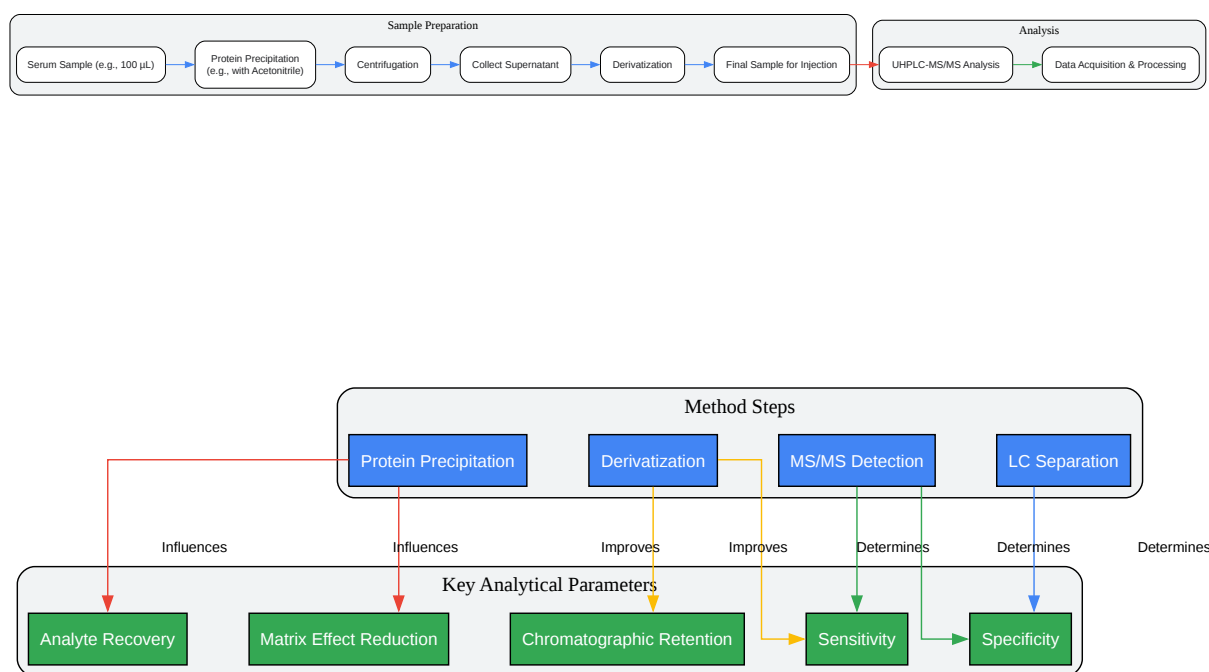 Sample Preparation
Analysis
Serum Sample (e.g., 100 µL)
Protein Precipitation
(e.g., with Acetonitrile)
Centrifugation
Collect Supernatant
Derivatization
Final Sample for Injection
UHPLC-MS/MS Analysis
Data Acquisition & Processing
Method Steps
Protein Precipitation
Derivatization
MS/MS Detection
LC Separation
Influences
Influences
Improves
Improves
Determines
Determines
Determines
Key Analytical Parameters
Analyte Recovery
Matrix Effect Reduction
Chromatographic Retention
Sensitivity
Specificity